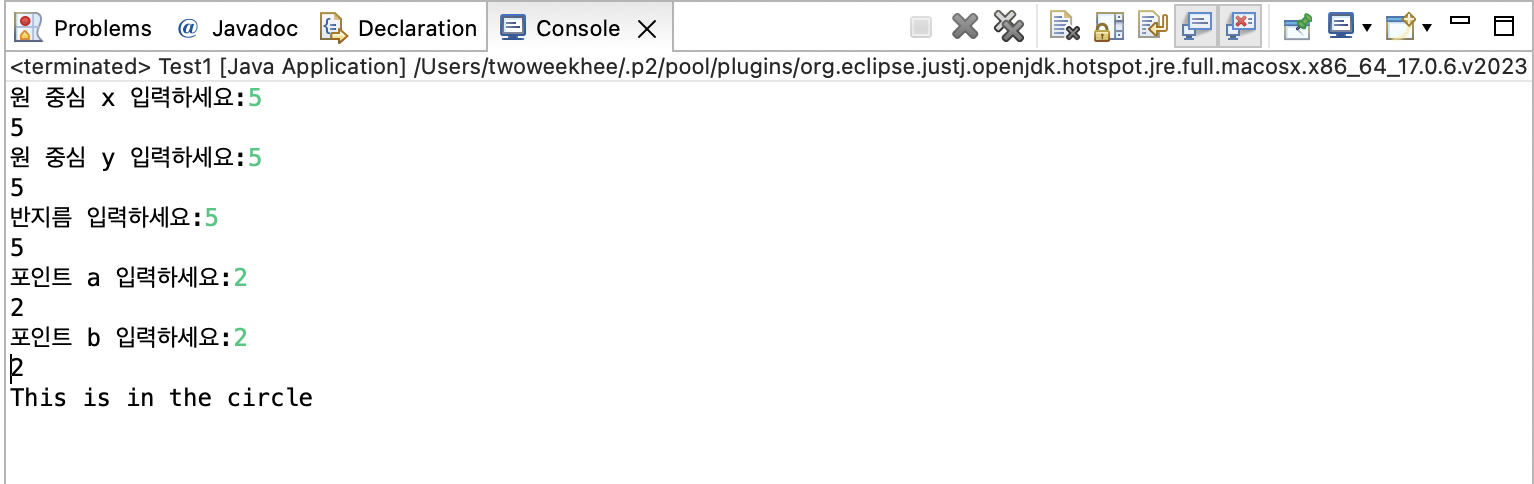 Problems @ Javadoc Declaration Console
<terminated> Test1 [Java Application] /Users/twoweekhee/.p2/pool/plugins/org.eclipse.justj.openjdk.hotspot.jre.full.macosx.x86_64_17.0.6.v2023
원 중심 x 입력하세요:5
5
원 중심 y 입력하세요:5
5
반지름 입력하세요:5
5
포인트 a 입력하세요:2
2
포인트 b 입력하세요:2
2
This is in the circle